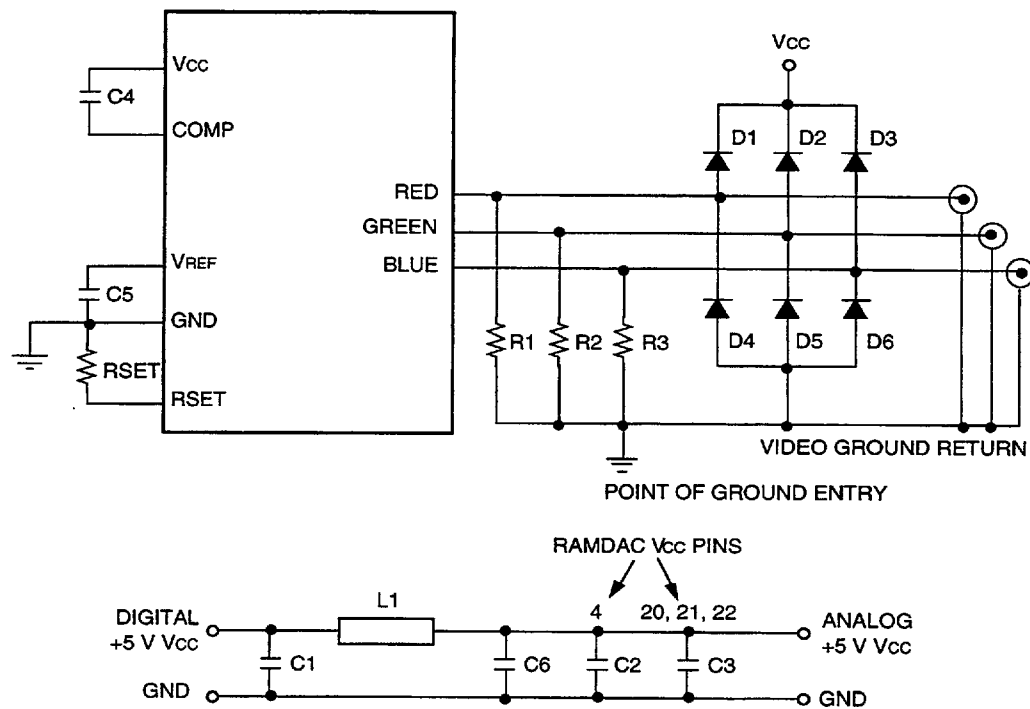 VCC
C4
COMP
VREF
C5
GND
RSET
RSET
RED
GREEN
BLUE
VCC
D1 D2 D3
D4 D5 D6
R1 R2 R3
VIDEO GROUND RETURN
POINT OF GROUND ENTRY
RAMDAC VCC PINS
4 20, 21, 22
L1
DIGITAL
+5 V VCC
C1 C6 C2 C3
ANALOG
+5 V VCC
GND GND